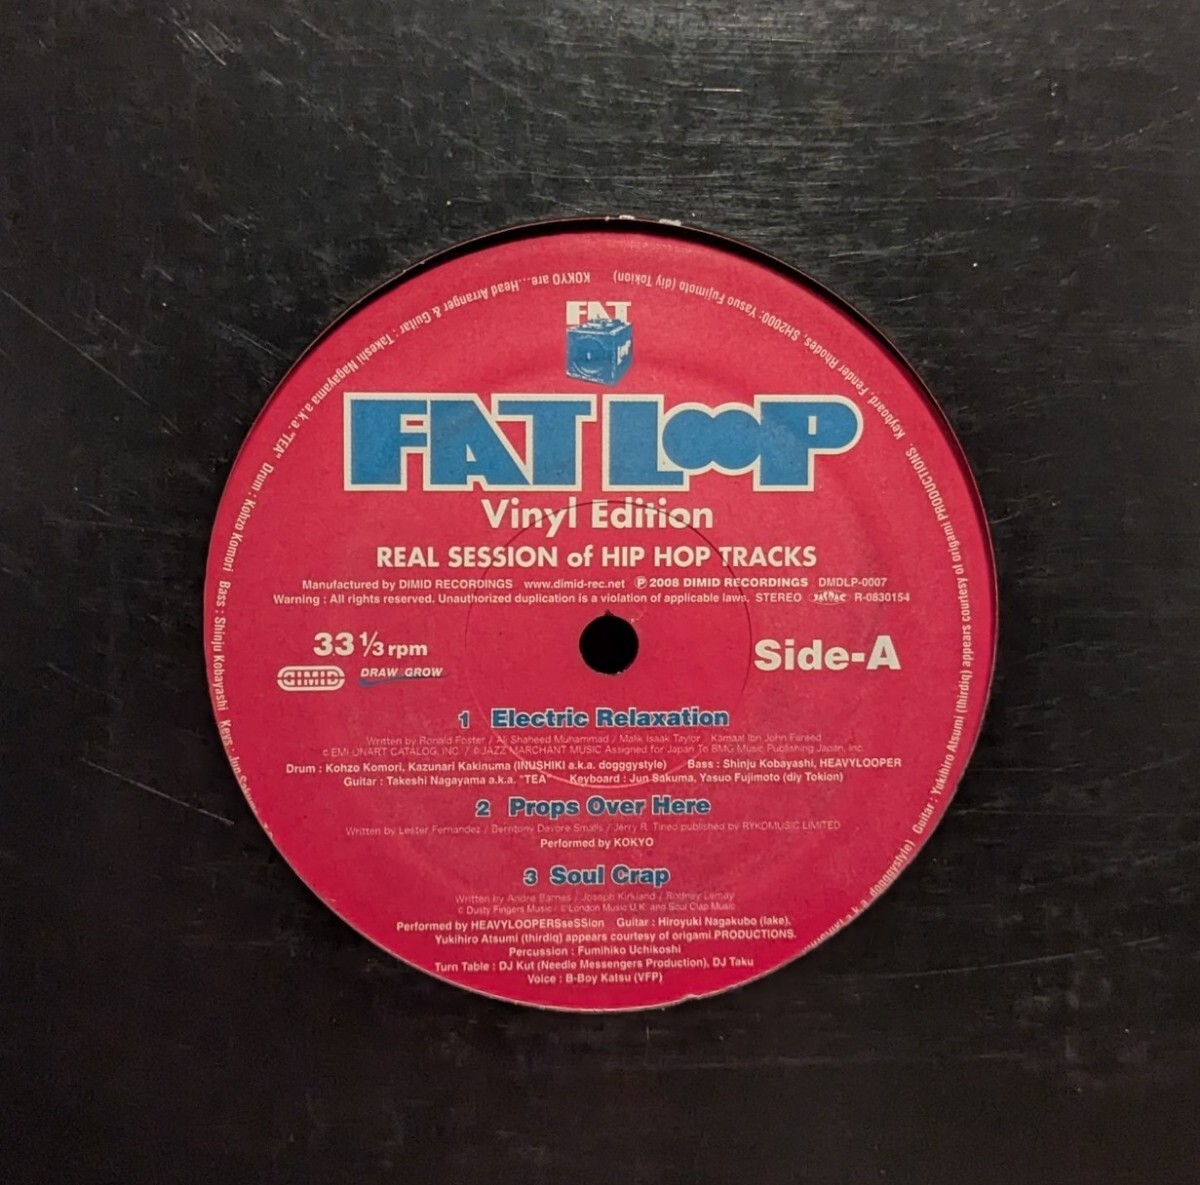 KOKYO are...Head Arranger & Guitar : Takeshi Nagayama a.k.a. "TEA" Drum : Kohzo Komori Bass : Shinju Kobayashi Keys : Jun
Keyboard, Fender Rhodes, SH2000: Yasuo Fujimoto (diy Tokion)
Guitar : Yukihiro Atsumi (thirdiq) appears courtesy of origami PRODUCTIONS.
a.k.a. dogggystyle)
FAT
LOOP
FAT LOOP
Vinyl Edition
REAL SESSION of HIP HOP TRACKS
Manufactured by DIMID RECORDINGS www.dimid-rec.net Ⓟ 2008 DIMID RECORDINGS DMDLP-0007
Warning : All rights reserved. Unauthorized duplication is a violation of applicable laws. STEREO JASRAC R-0830154
33 1/3 rpm
Side-A
DIMID DRAW & GROW
1 Electric Relaxation
Written by Ronald Foster / Ali Shaheed Muhammad / Malik Isaak Taylor / Kamaal Ibn John Fareed
© EMI UNART CATALOG, INC. / © JAZZ MARCHANT MUSIC Assigned for Japan To BMG Music Publishing Japan, Inc.
Drum : Kohzo Komori, Kazunari Kakinuma (INUSHIKI a.k.a. dogggystyle) Bass : Shinju Kobayashi, HEAVYLOOPER
Guitar : Takeshi Nagayama a.k.a. "TEA" Keyboard : Jun Sakuma, Yasuo Fujimoto (diy Tokion)
2 Props Over Here
Written by Lester Fernandez / Berntony Devore Smalls / Jerry R. Tineo published by RYKOMUSIC LIMITED
Performed by KOKYO
3 Soul Crap
Written by Andre Barnes / Joseph Kirkland / Rodney Lemay
© Dusty Fingers Music / © London Music U.K. and Soul Clap Music
Performed by HEAVYLOOPERSseSSion Guitar : Hiroyuki Nagakubo (lake),
Yukihiro Atsumi (thirdiq) appears courtesy of origami PRODUCTIONS.
Percussion : Fumihiko Uchikoshi
Turn Table : DJ Kut (Needle Messengers Production), DJ Taku
Voice : B-Boy Katsu (VFP)